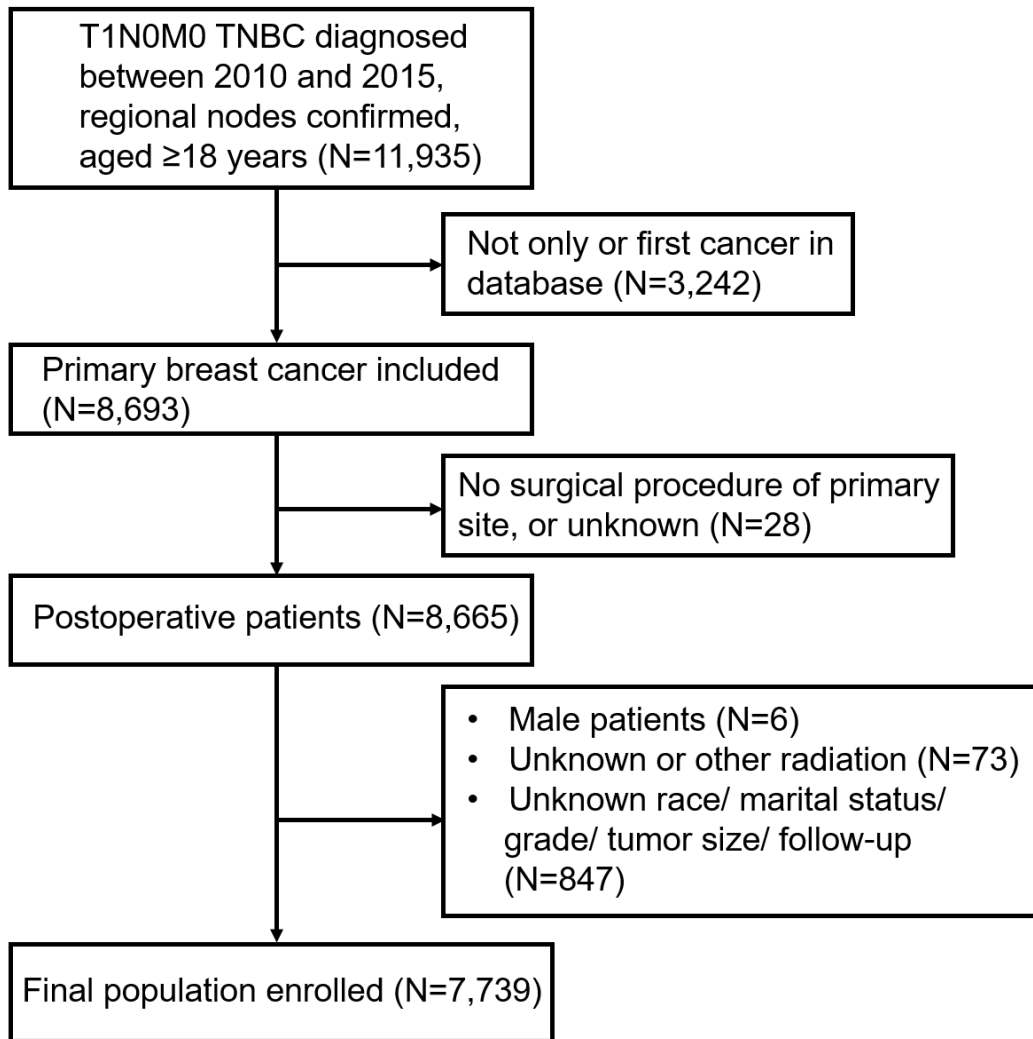 T1N0M0 TNBC diagnosed
between 2010 and 2015,
regional nodes confirmed,
aged ≥18 years (N=11,935)
Not only or first cancer in
database (N=3,242)
Primary breast cancer included
(N=8,693)
No surgical procedure of primary
site, or unknown (N=28)
Postoperative patients (N=8,665)
• Male patients (N=6)
• Unknown or other radiation (N=73)
• Unknown race/ marital status/
grade/ tumor size/ follow-up
(N=847)
Final population enrolled (N=7,739)